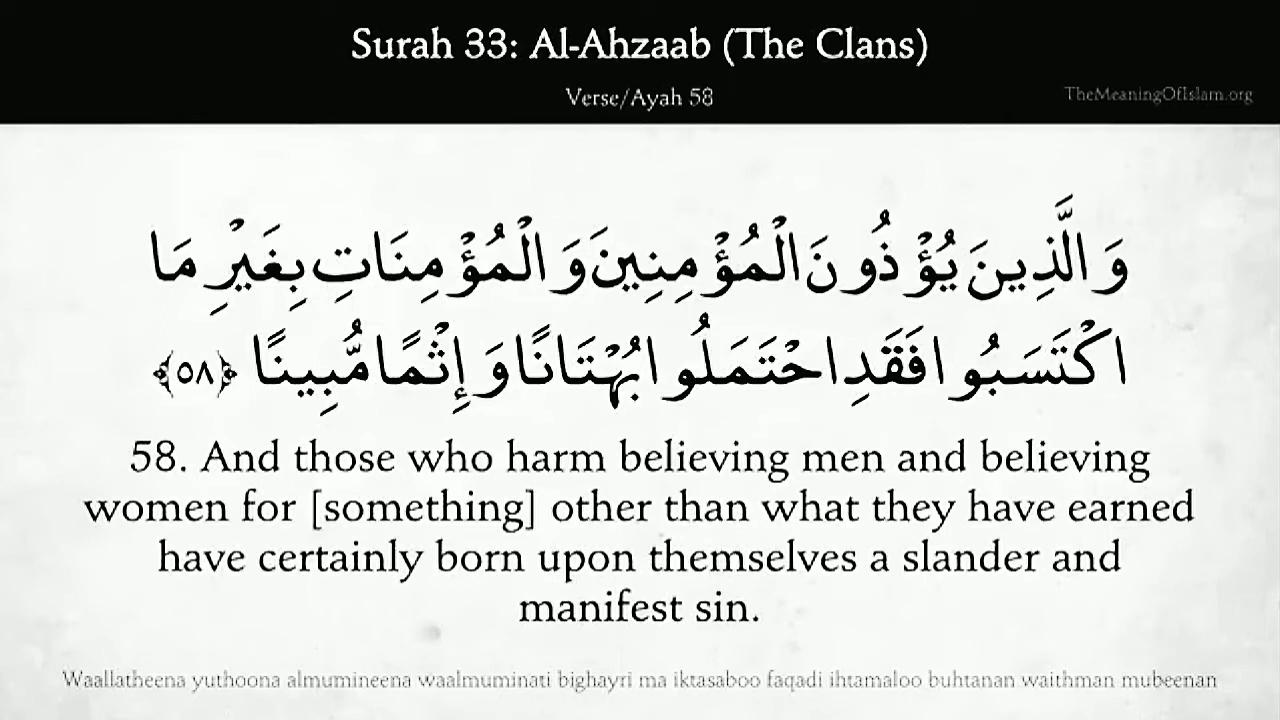 Surah 33: Al-Ahzaab (The Clans)
Verse/Ayah 58
TheMeaningOfIslam.org
وَالَّذِينَ يُؤْذُونَ الْمُؤْمِنِينَ وَالْمُؤْمِنَاتِ بِغَيْرِ مَا
اكْتَسَبُوا فَقَدِ احْتَمَلُوا بُهْتَانًا وَإِثْمًا مُّبِينًا ﴿٥٨﴾
58. And those who harm believing men and believing
women for [something] other than what they have earned
have certainly born upon themselves a slander and
manifest sin.
Waallatheena yuthoona almumineena waalmuminati bighayri ma iktasaboo faqadi ihtamaloo buhtanan waithman mubeenan